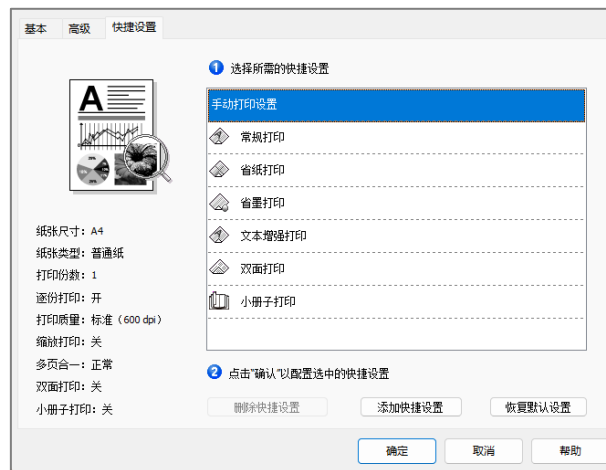 基本 高级 快捷设置
1 选择所需的快捷设置
手动打印设置
常规打印
省纸打印
省墨打印
文本增强打印
双面打印
小册子打印
纸张尺寸：A4
纸张类型：普通纸
打印份数：1
逐份打印：开
打印质量：标准（600 dpi）
缩放打印：关
多页合一：正常
双面打印：关
小册子打印：关
2 点击“确认”以配置选中的快捷设置
删除快捷设置 添加快捷设置 恢复默认设置
确定 取消 帮助